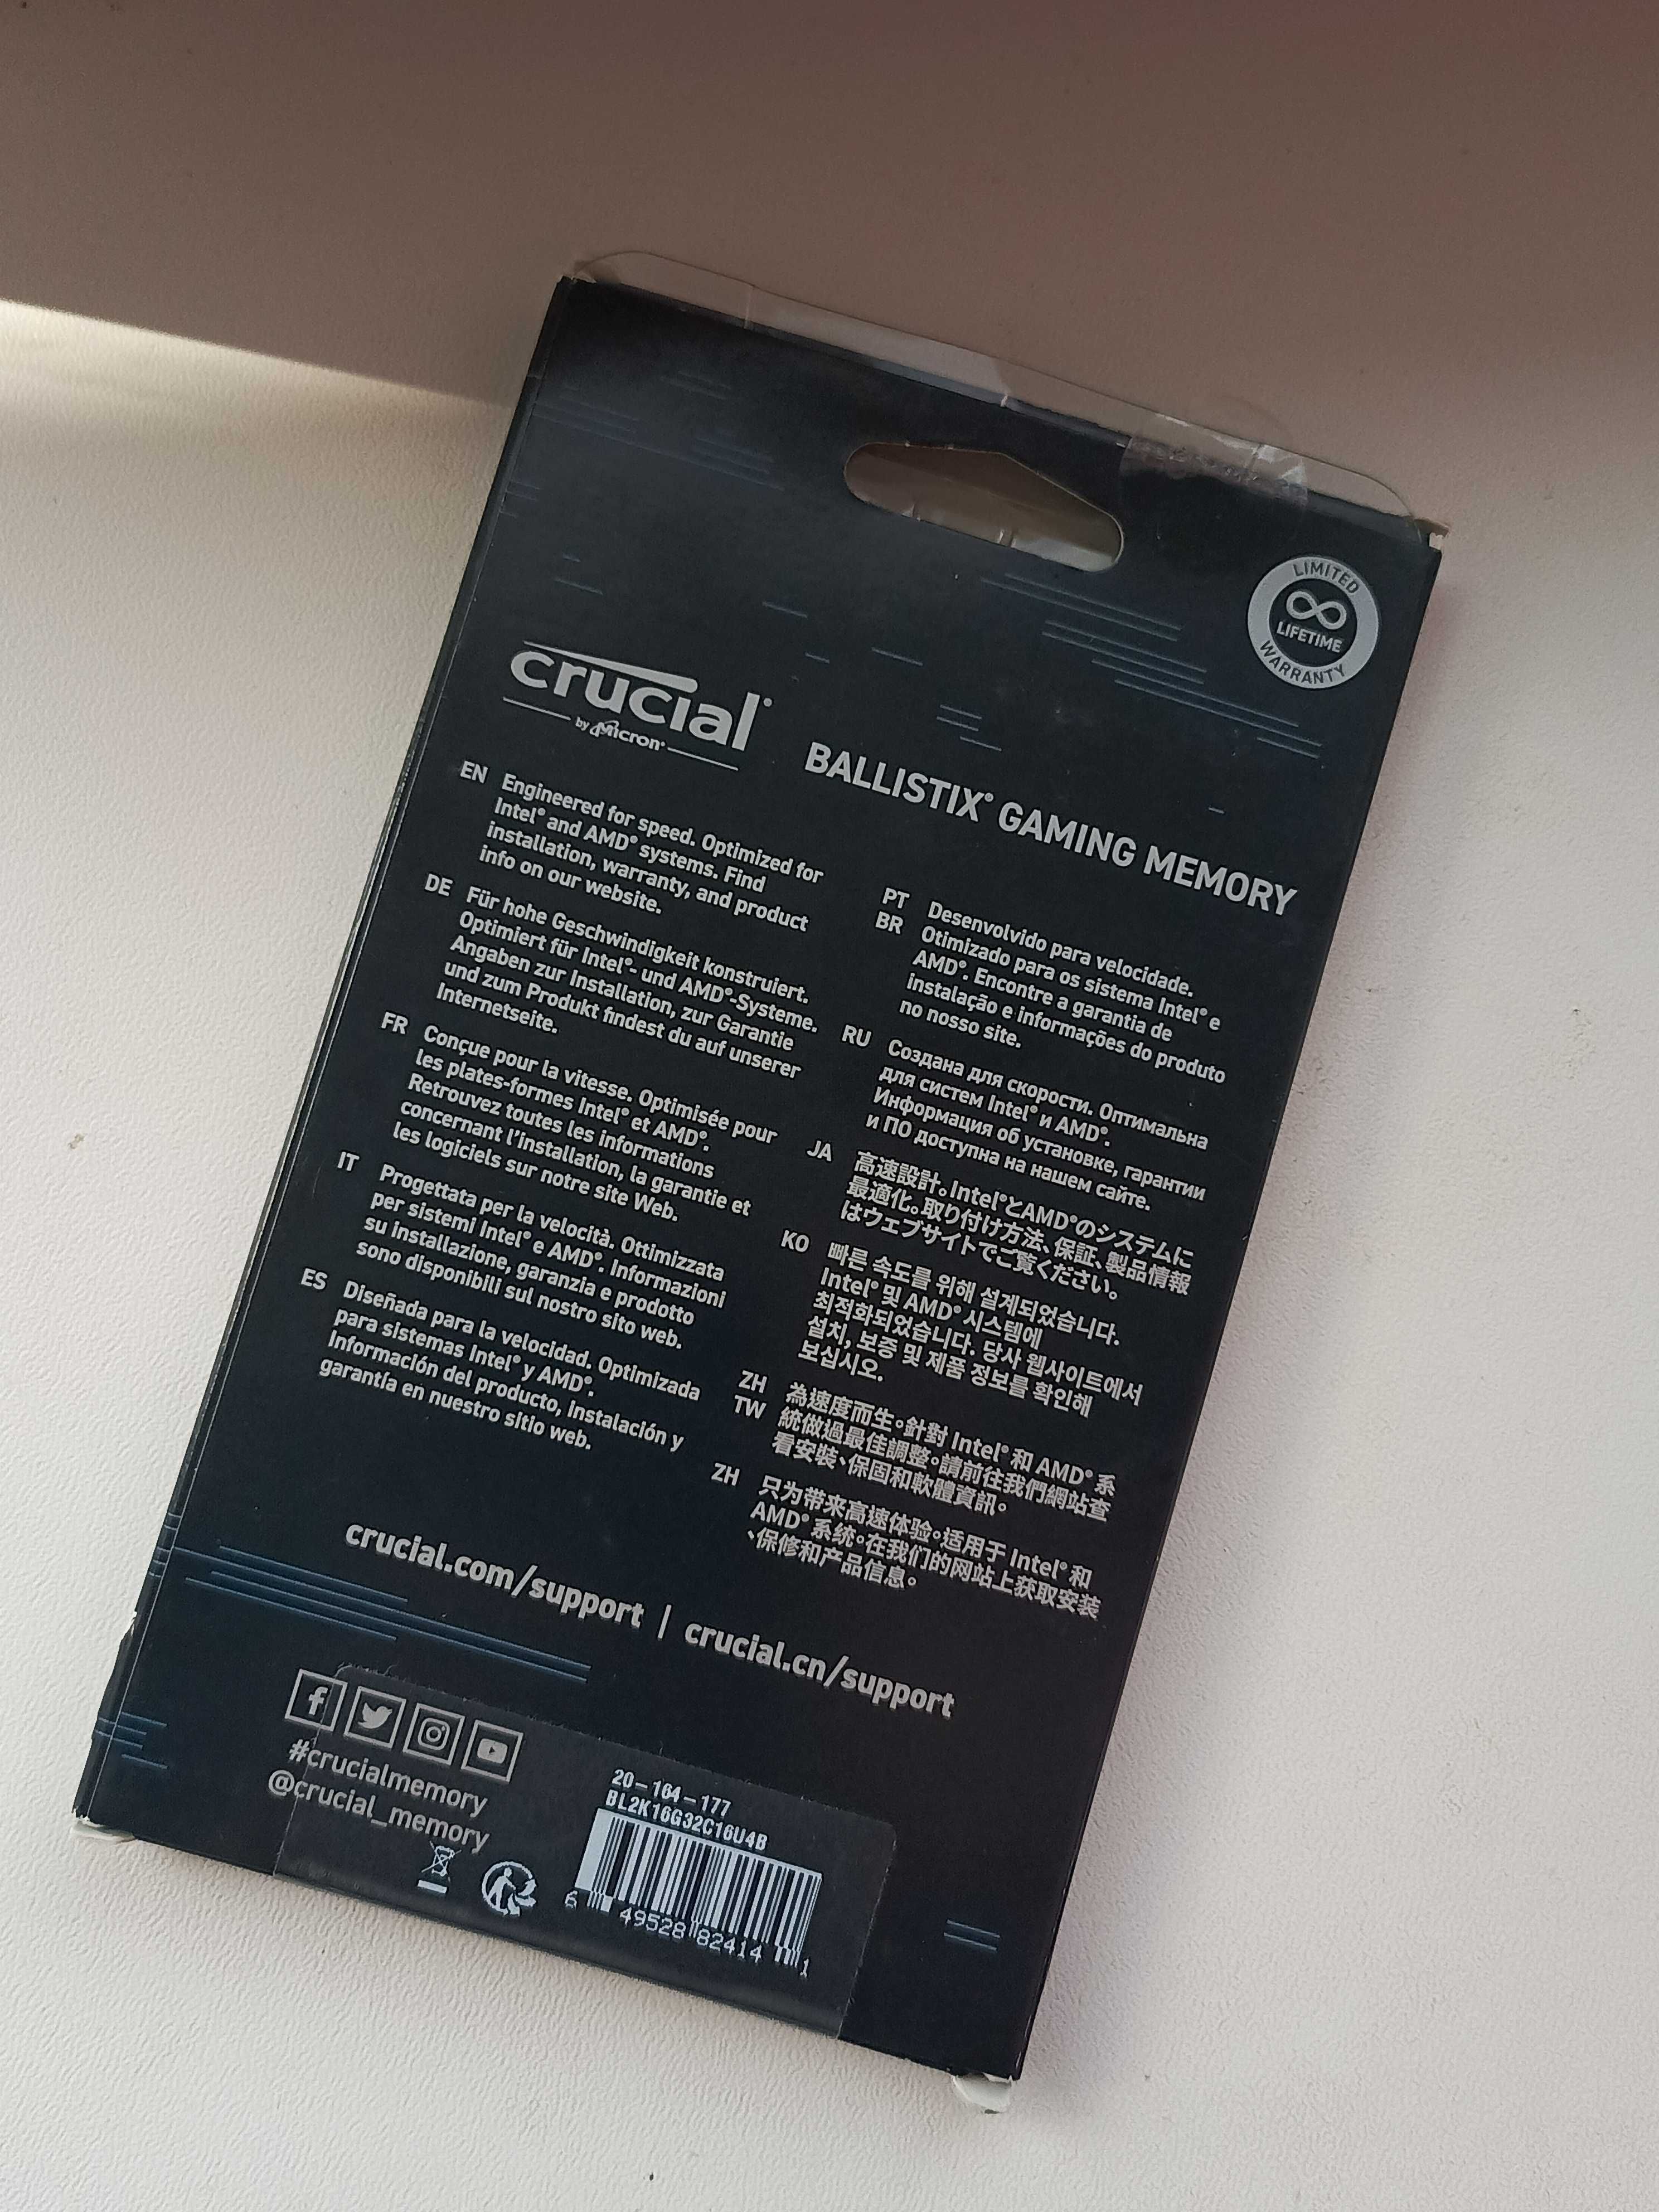 LIMITED
LIFETIME
WARRANTY
crucial®
by Micron®
BALLISTIX® GAMING MEMORY
EN
Engineered for speed. Optimized for
Intel® and AMD® systems. Find
installation, warranty, and product
info on our website.
DE
Für hohe Geschwindigkeit konstruiert.
Optimiert für Intel®- und AMD®-Systeme.
Angaben zur Installation, zur Garantie
und zum Produkt findest du auf unserer
Internetseite.
FR
Conçue pour la vitesse. Optimisée pour
les plates-formes Intel® et AMD®.
Retrouvez toutes les informations
concernant l'installation, la garantie et
les logiciels sur notre site Web.
IT
Progettata per la velocità. Ottimizzata
per sistemi Intel® e AMD®. Informazioni
su installazione, garanzia e prodotto
sono disponibili sul nostro sito web.
ES
Diseñada para la velocidad. Optimizada
para sistemas Intel® y AMD®.
Información del producto, instalación y
garantía en nuestro sitio web.
PT
BR
Desenvolvido para velocidade.
Otimizado para os sistema Intel® e
AMD®. Encontre a garantia de
instalação e informações do produto
no nosso site.
RU
Создана для скорости. Оптимальна
для систем Intel® и AMD®.
Информация об установке, гарантии
и ПО доступна на нашем сайте.
JA
高速設計。Intel®とAMD®のシステムに
最適化。取り付け方法、保証、製品情報
はウェブサイトでご覧ください。
KO
빠른 속도를 위해 설계되었습니다.
Intel® 및 AMD® 시스템에
최적화되었습니다. 당사 웹사이트에서
설치, 보증 및 제품 정보를 확인해
보십시오.
ZH
TW
為速度而生。針對 Intel® 和 AMD® 系
統做過最佳調整。請前往我們網站查
看安裝、保固和軟體資訊。
ZH
只为带来高速体验。适用于 Intel® 和
AMD® 系统。在我们的网站上获取安装
、保修和产品信息。
crucial.com/support | crucial.cn/support
#crucialmemory
@crucial_memory
20-164-177
BL2K16G32C16U4B
6 49528 82414 1